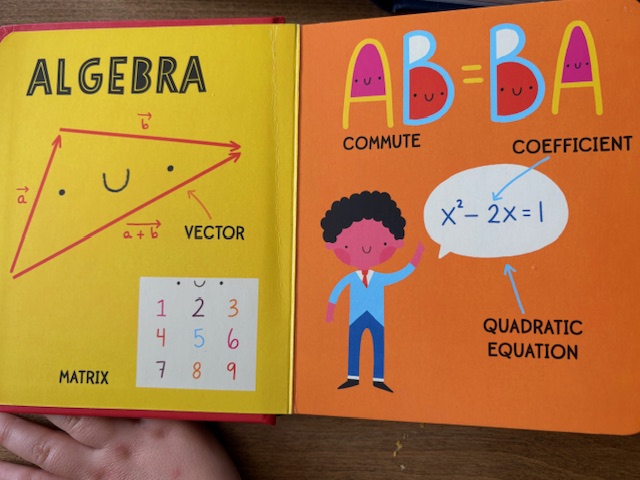 ALGEBRA
b
a
a + b
VECTOR
1 2 3
4 5 6
7 8 9
MATRIX
AB = BA
COMMUTE
COEFFICIENT
x² - 2x = 1
QUADRATIC
EQUATION